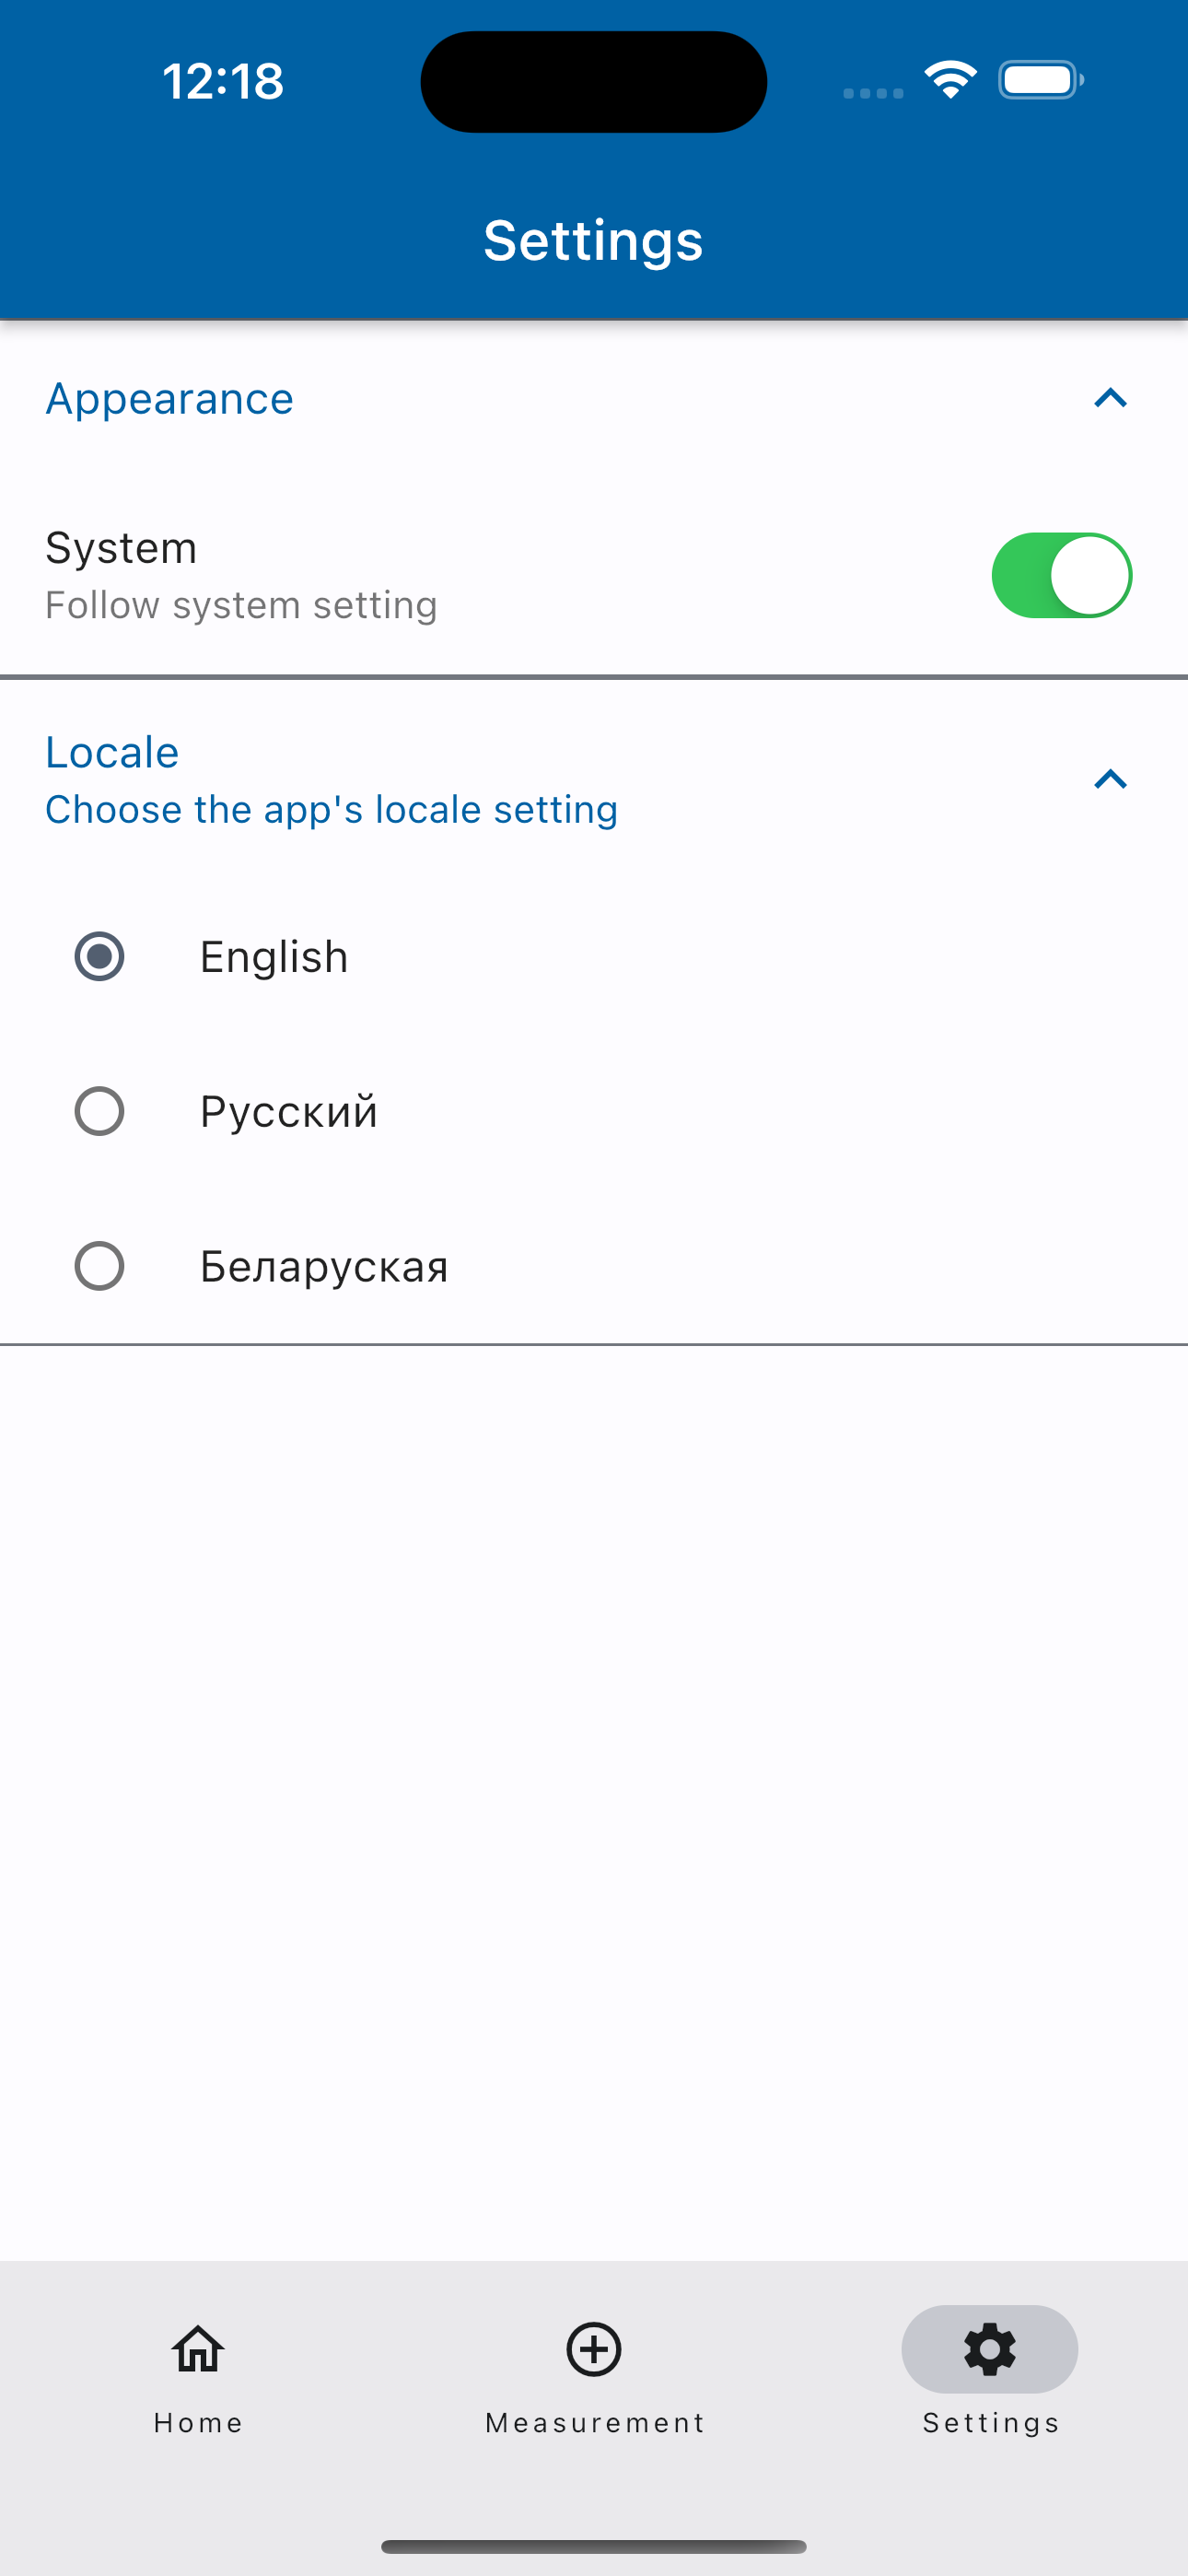 12:18
Settings
Appearance
System
Follow system setting
Locale
Choose the app's locale setting
English
Русский
Беларуская
Home
Measurement
Settings